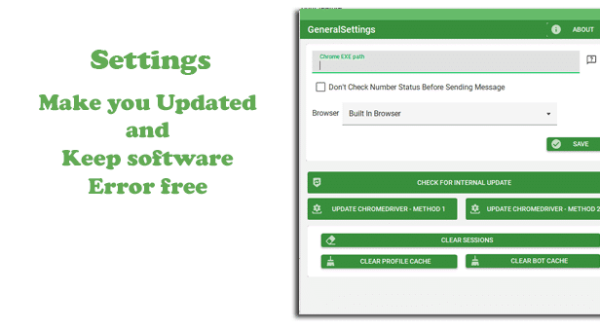 Settings
Make you Updated
and
Keep software
Error free
GeneralSettings
ABOUT
Chrome EXE path
Don't Check Number Status Before Sending Message
Browser Built In Browser
SAVE
CHECK FOR INTERNAL UPDATE
UPDATE CHROMEDRIVER - METHOD 1 UPDATE CHROMEDRIVER - METHOD 2
CLEAR SESSIONS
CLEAR PROFILE CACHE CLEAR BOT CACHE